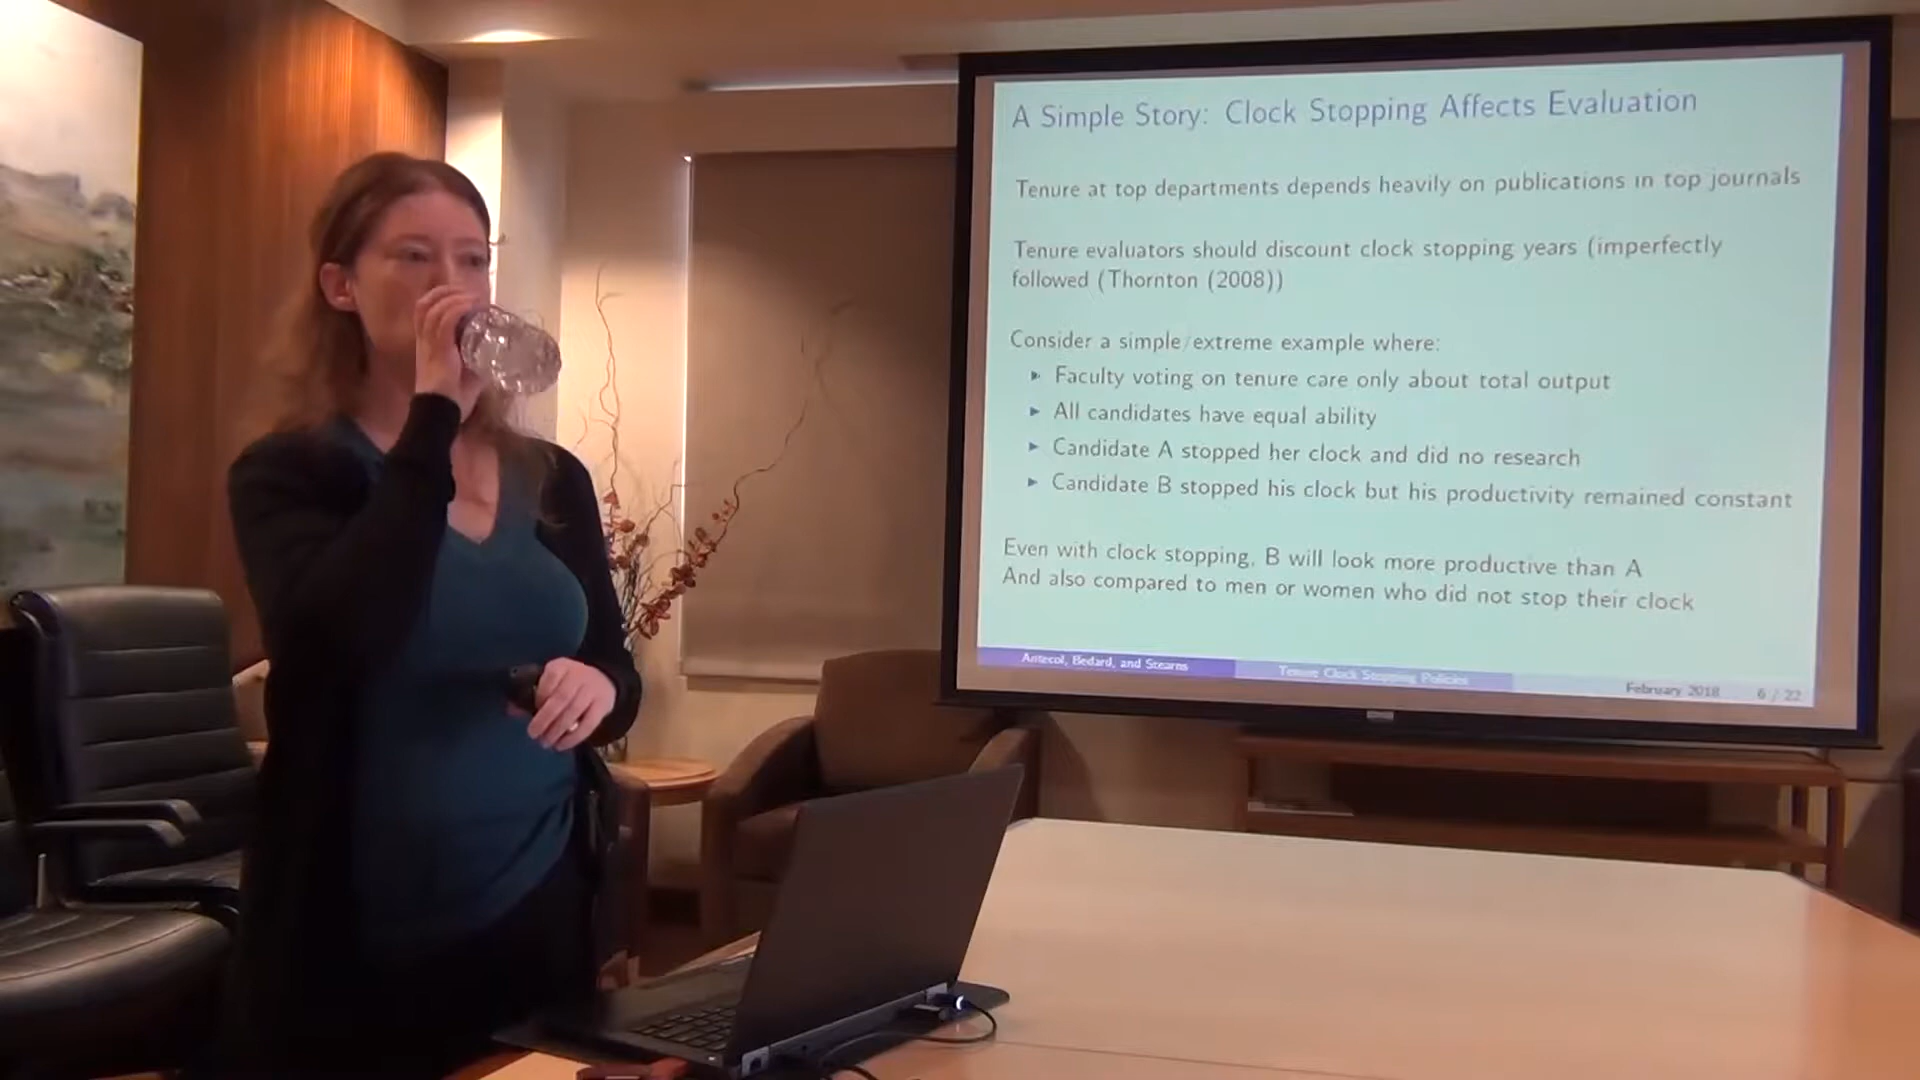 A Simple Story: Clock Stopping Affects Evaluation
Tenure at top departments depends heavily on publications in top journals
Tenure evaluators should discount clock stopping years (imperfectly
followed (Thornton (2008))
Consider a simple/extreme example where:
Faculty voting on tenure care only about total output
All candidates have equal ability
Candidate A stopped her clock and did no research
Candidate B stopped his clock but his productivity remained constant
Even with clock stopping, B will look more productive than A
And also compared to men or women who did not stop their clock
Antecol, Bedard, and Stearns
Tenure Clock Stopping Policies
February 2018
6 / 22